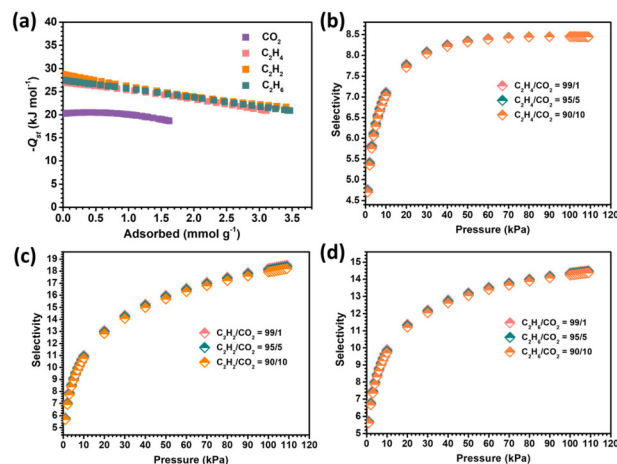 (a)
-Qst (kJ mol⁻¹)
40
35
30
25
20
15
10
5
0
CO₂
C₂H₄
C₂H₂
C₂H₆
0.0 0.5 1.0 1.5 2.0 2.5 3.0 3.5
Adsorbed (mmol g⁻¹)
(b)
Selectivity
9.0
8.5
8.0
7.5
7.0
6.5
6.0
5.5
5.0
4.5
C₂H₄/CO₂ = 99/1
C₂H₄/CO₂ = 95/5
C₂H₄/CO₂ = 90/10
0 10 20 30 40 50 60 70 80 90 100 110 120
Pressure (kPa)
(c)
Selectivity
19
18
17
16
15
14
13
12
11
10
9
8
7
6
5
C₂H₂/CO₂ = 99/1
C₂H₂/CO₂ = 95/5
C₂H₂/CO₂ = 90/10
0 10 20 30 40 50 60 70 80 90 100 110 120
Pressure (kPa)
(d)
Selectivity
15
14
13
12
11
10
9
8
7
6
5
C₂H₆/CO₂ = 99/1
C₂H₆/CO₂ = 95/5
C₂H₆/CO₂ = 90/10
0 10 20 30 40 50 60 70 80 90 100 110 120
Pressure (kPa)